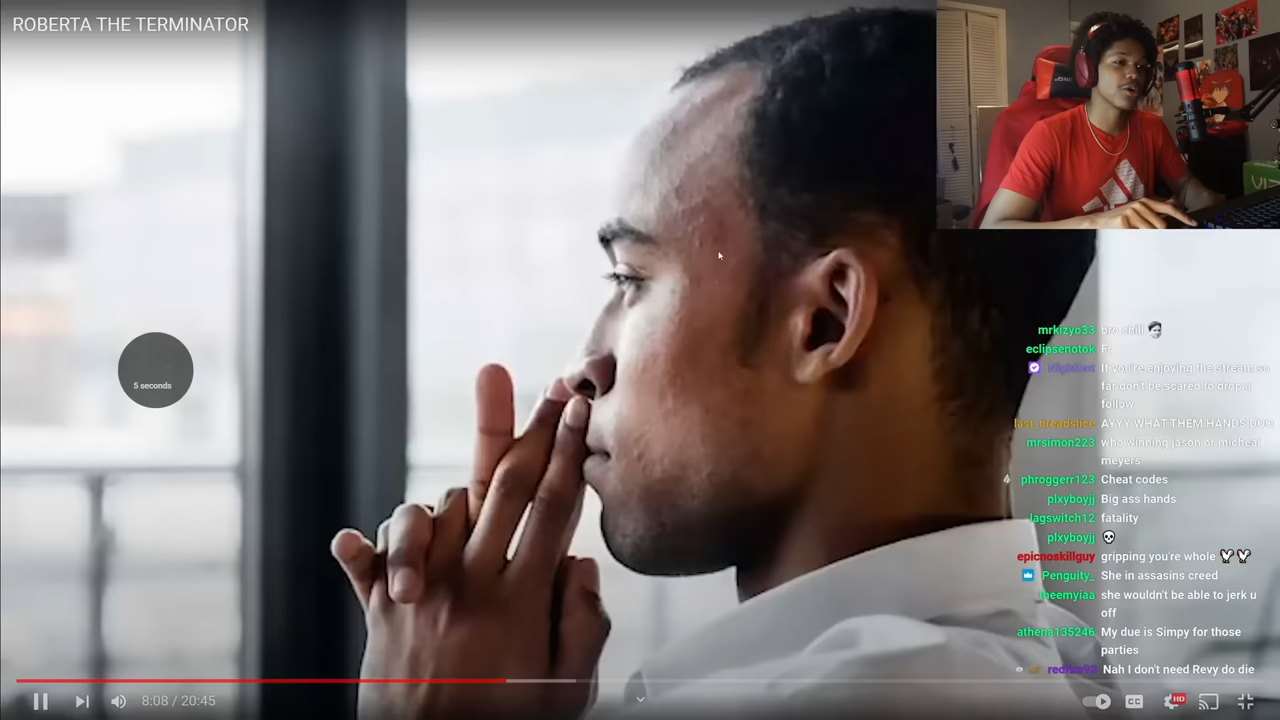 ROBERTA THE TERMINATOR
5 seconds
mrkizyo33 bro chill
eclipsenotok Fr
If you're enjoying the stream so
far don't be scared to drop a
follow
last_breadslice AYYY WHAT THEM HANDS DO
mrsimon223 who winning jason or micheal
meyers
phroggerr123 Cheat codes
plxyboyjj Big ass hands
lagswitch12 fatality
plxyboyjj 💀
epicnoskillguy gripping you're whole
Penguity_ She in assasins creed
theemyiaa she wouldn't be able to jerk u
off
athena135246 My due is Simpy for those
parties
Nah I don't need Revy do die
8:08 / 20:45
CC
HD